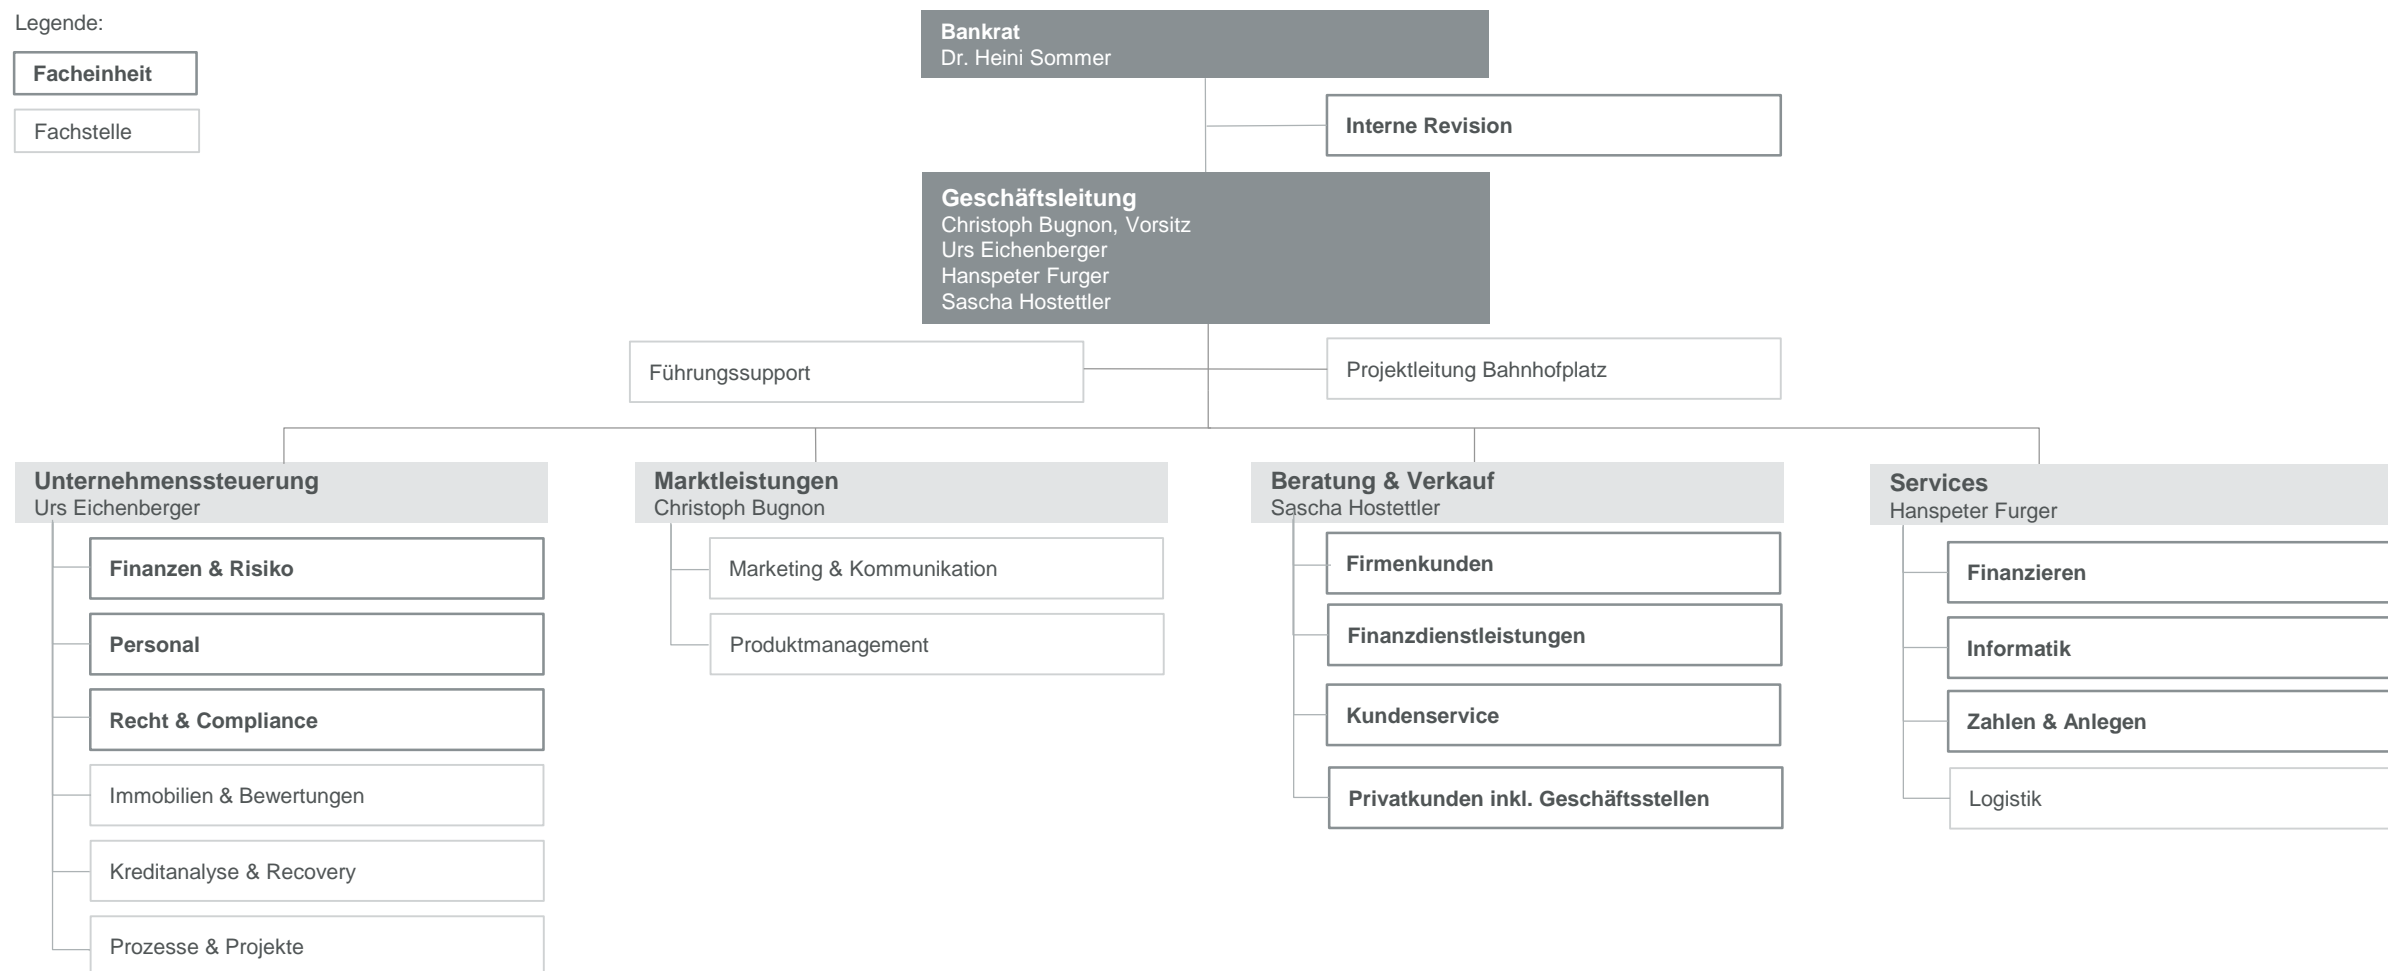 Legende:
Facheinheit
Fachstelle
Bankrat
Dr. Heini Sommer
Interne Revision
Geschäftsleitung
Christoph Bugnon, Vorsitz
Urs Eichenberger
Hanspeter Furger
Sascha Hostettler
Führungssupport
Projektleitung Bahnhofplatz
Unternehmenssteuerung
Urs Eichenberger
Finanzen & Risiko
Personal
Recht & Compliance
Immobilien & Bewertungen
Kreditanalyse & Recovery
Prozesse & Projekte
Marktleistungen
Christoph Bugnon
Marketing & Kommunikation
Produktmanagement
Beratung & Verkauf
Sascha Hostettler
Firmenkunden
Finanzdienstleistungen
Kundenservice
Privatkunden inkl. Geschäftsstellen
Services
Hanspeter Furger
Finanzieren
Informatik
Zahlen & Anlegen
Logistik